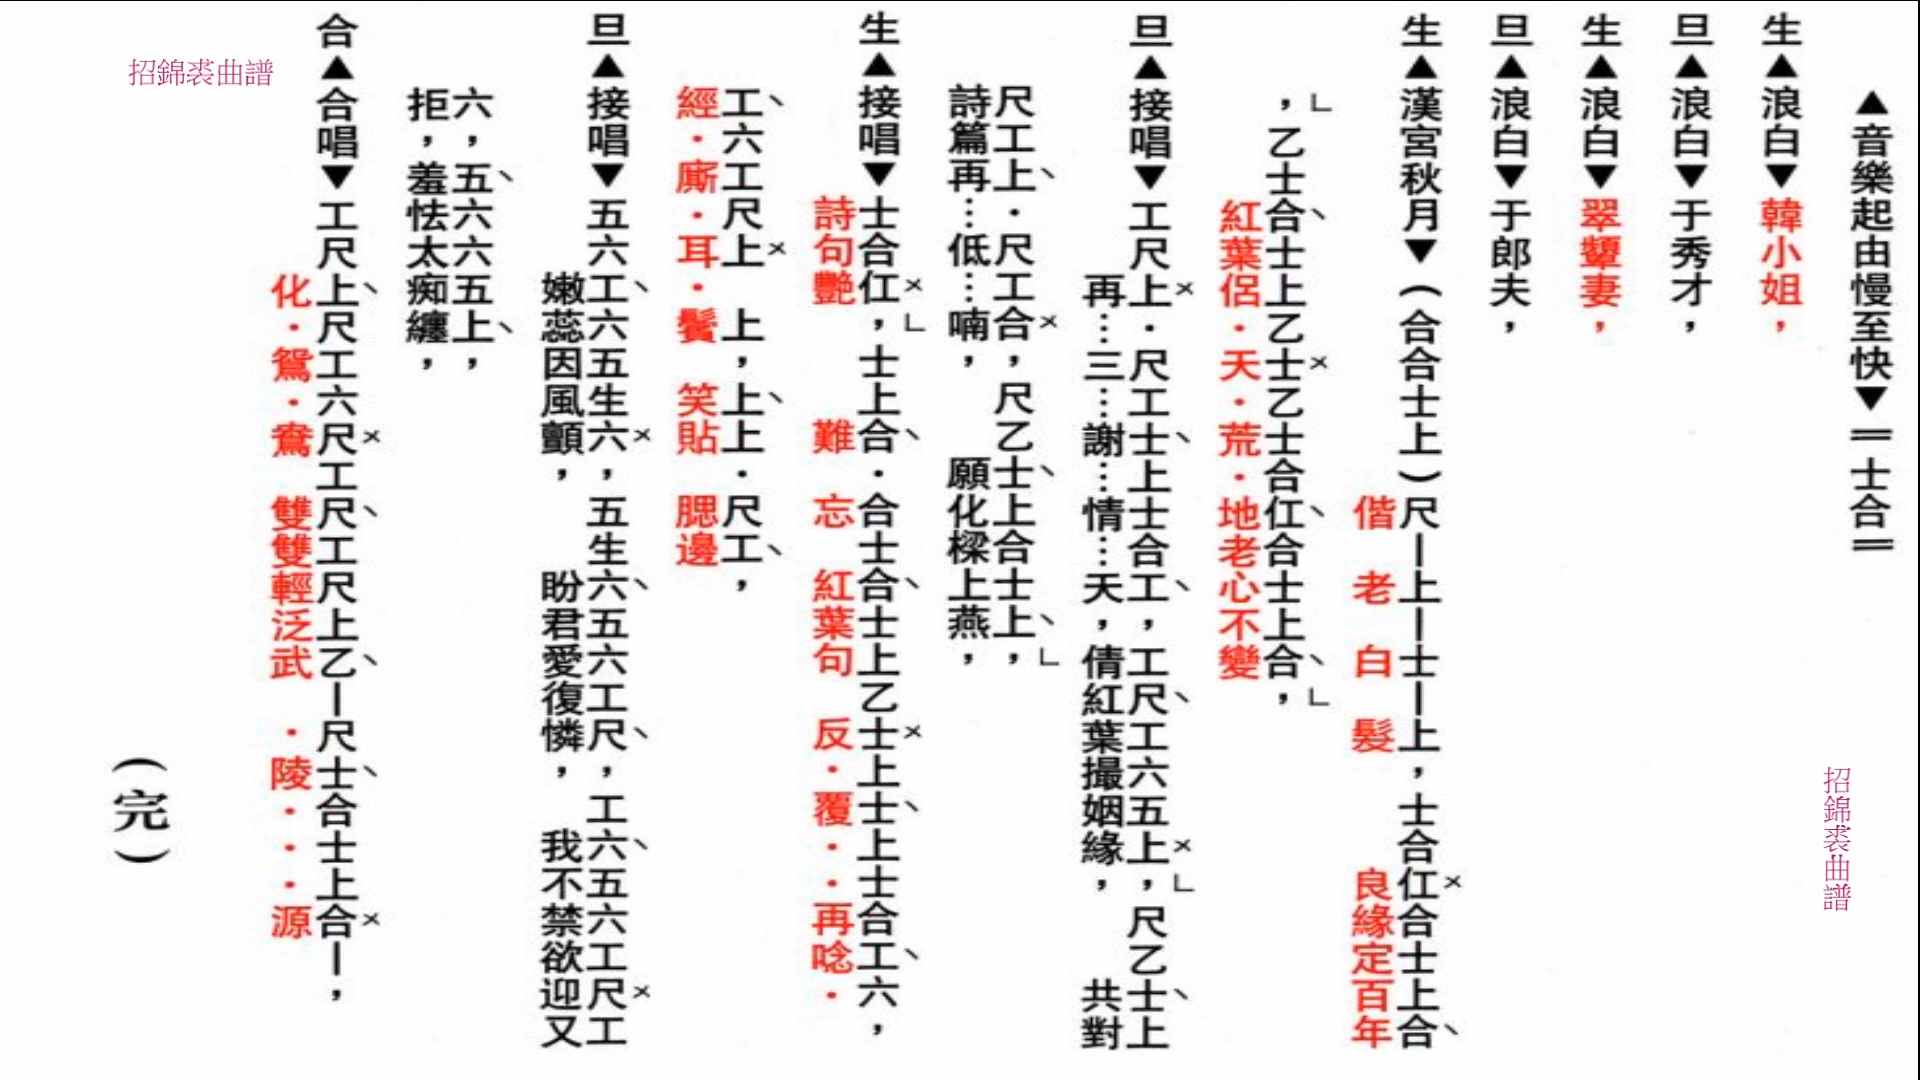 ▲音樂起由慢至快▼＝士合＝
生▲浪白▼韓小姐，
旦▲浪白▼于秀才，
生▲浪白▼翠顰妻，
旦▲浪白▼于郎夫，
生▲漢宮秋月▼（合合士上）尺｜上｜士｜上，士合仜合士上合
偕老白髮良緣定百年
，乙士合士上乙士乙士合仜合士上合，
紅葉侶．天．荒．地老心不變
旦▲接唱▼工尺上．尺工士上士合工，工尺工六五上，尺乙士上
再…三…謝…情…天，倩紅葉撮姻緣，共對
尺工上．尺工合，尺乙士上合士上，
詩篇再…低…喃，願化樑上燕，
生▲接唱▼士合仜，士上合．合士合士上乙士上士上士合工六，
詩句艷難忘紅葉句反．覆．．再唸．
工六工尺上上，上上．尺工，
經．廝．耳．鬢笑貼腮邊
旦▲接唱▼五六工六五生六，五生六五六工尺，工六五六工尺工
嫩蕊因風顫，盼君愛復憐，我不禁欲迎又
六，五六六五上，
拒，羞怯太痴纏，
合▲合唱▼工尺上尺工六尺工尺工尺上乙｜尺士合士上合｜，
化．鴛．鴦雙雙輕泛武．陵．．．源
（完）
招錦裘曲譜
招錦裘曲譜